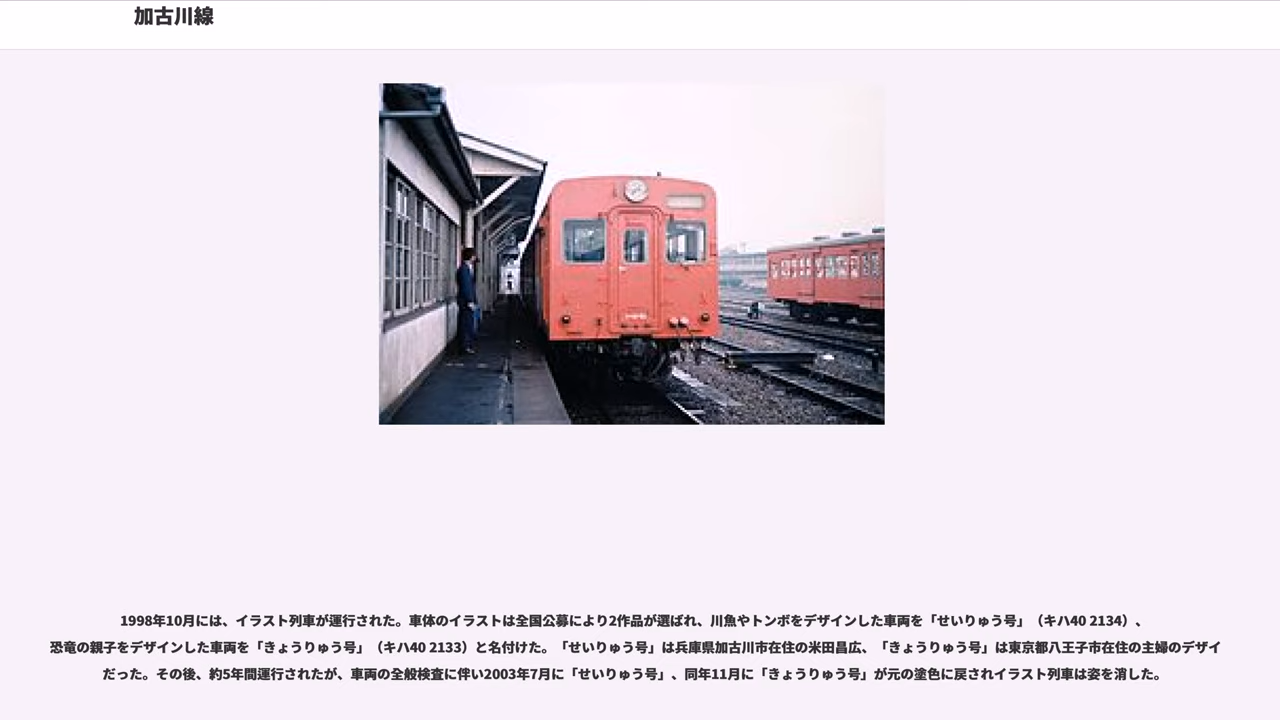 加古川線
1998年10月には、イラスト列車が運行された。車体のイラストは全国公募により2作品が選ばれ、川魚やトンボをデザインした車両を「せいりゅう号」（キハ40 2134）、
恐竜の親子をデザインした車両を「きょうりゅう号」（キハ40 2133）と名付けた。「せいりゅう号」は兵庫県加古川市在住の米田昌広、「きょうりゅう号」は東京都八王子市在住の主婦のデザイ
だった。その後、約5年間運行されたが、車両の全般検査に伴い2003年7月に「せいりゅう号」、同年11月に「きょうりゅう号」が元の塗色に戻されイラスト列車は姿を消した。